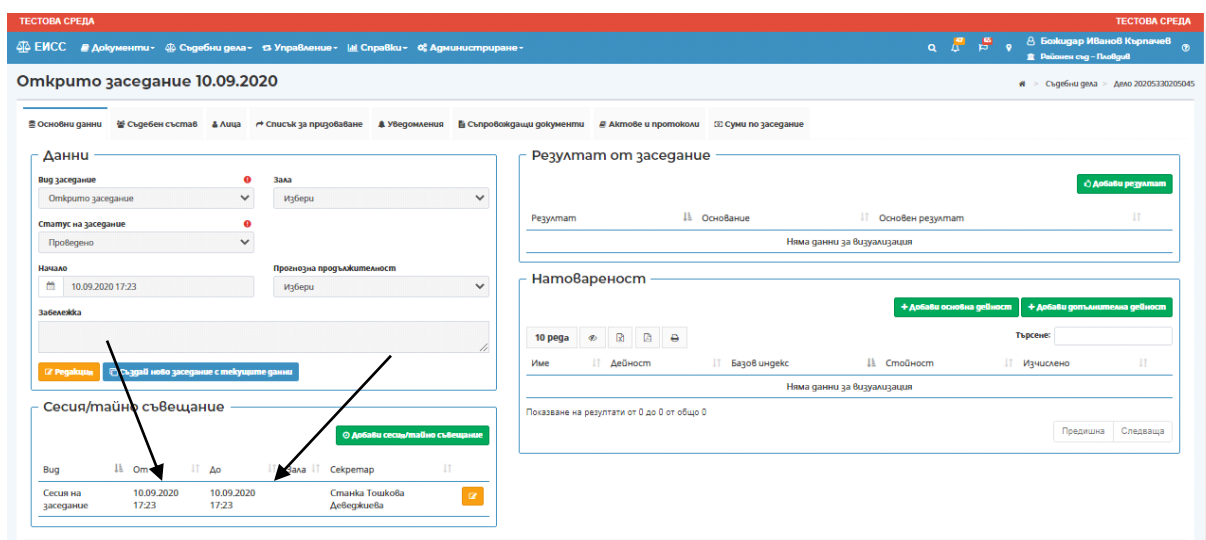 ТЕСТОВА СРЕДА ТЕСТОВА СРЕДА
ЕИСС Документи Съдебни дела Управление Справки Администриране Божидар Иванов Кърпачев
Районен съд - Пловдив
Открито заседание 10.09.2020
> Съдебни дела > Дело 20205330205045
Основни данни Съдебен състав Лица Списък за призоваване Уведомления Съпровождащи документи Актове и протоколи Суми по заседание
Данни
Вид заседание Зала
Открито заседание Избери
Статус на заседание
Проведено
Начало Прогнозна продължителност
10.09.2020 17:23 Избери
Забележка
Редакция Създай ново заседание с текущите данни
Сесия/тайно съвещание
Добави сесия/тайно съвещание
Вид От До Зала Секретар
Сесия на заседание 10.09.2020 17:23 10.09.2020 17:23 Станка Тошкова Деведжиева
Резултат от заседание
Добави резултат
Резултат Основание Основен резултат
Няма данни за визуализация
Натовареност
+ Добави основна дейност + Добави допълнителна дейност
10 реда Търсене:
Име Дейност Базов индекс Стойност Изчислено
Няма данни за визуализация
Показване на резултати от 0 до 0 от общо 0
Предишна Следваща